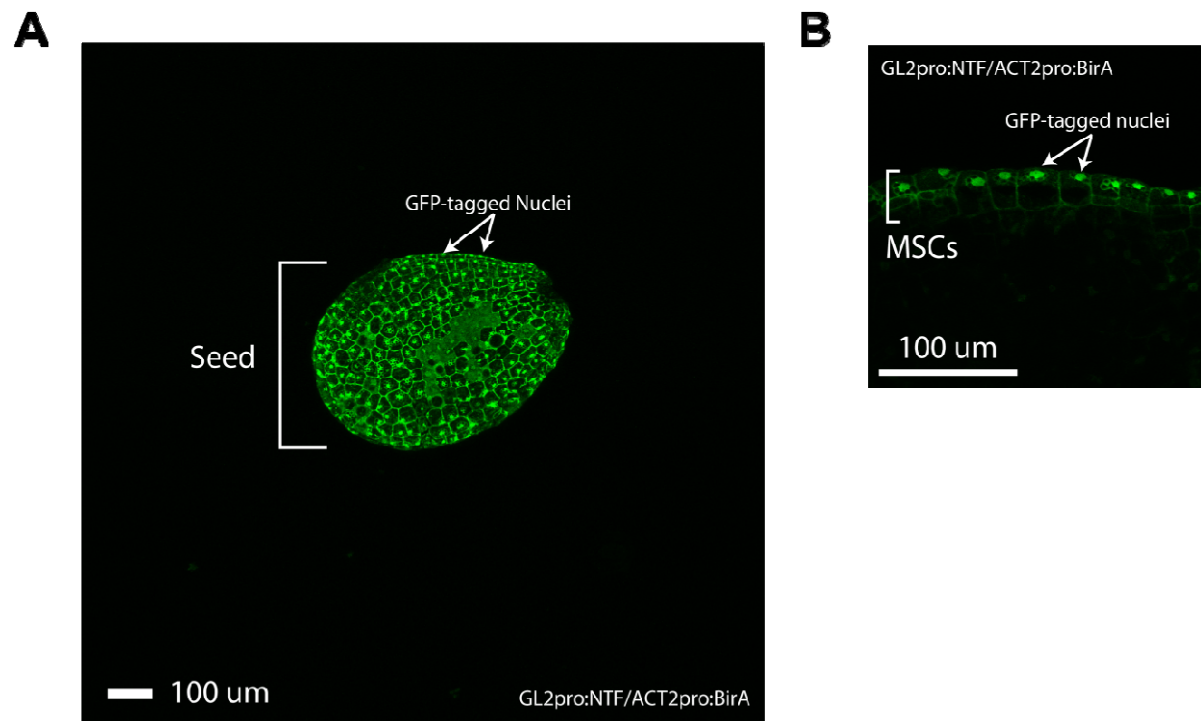 A
GFP-tagged Nuclei
Seed
100 um
GL2pro:NTF/ACT2pro:BirA
B
GL2pro:NTF/ACT2pro:BirA
GFP-tagged nuclei
MSCs
100 um